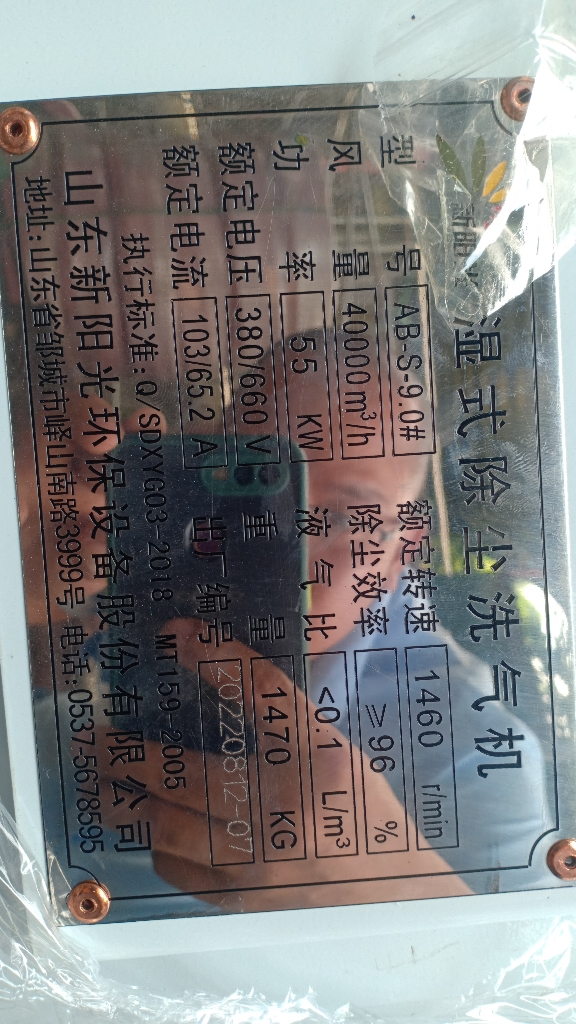 新阳光
湿式除尘洗气机
型号 AB-S-9.0# 额定转速 1460 r/min
风量 40000m³/h 除尘效率 ≥96 %
功率 55 KW 液气比 <0.1 L/m³
额定电压 380/660 V 重量 1470 KG
额定电流 103/65.2 A 出厂编号 20220812-07
执行标准:Q/SDXYG03-2018 MT159-2005
山东新阳光环保设备股份有限公司
地址:山东省邹城市峄山南路3999号 电话:0537-5678595